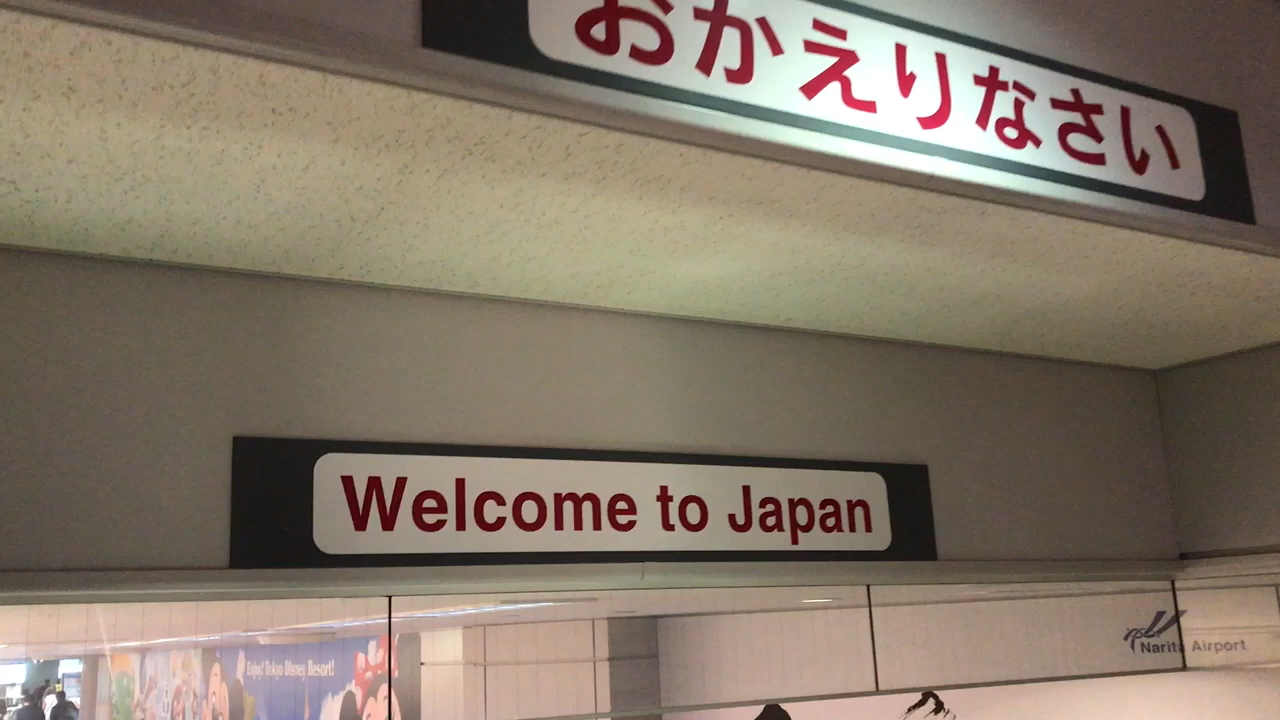 おかえりなさい
Welcome to Japan
Enjoy! Tokyo Disney Resort!
Narita Airport